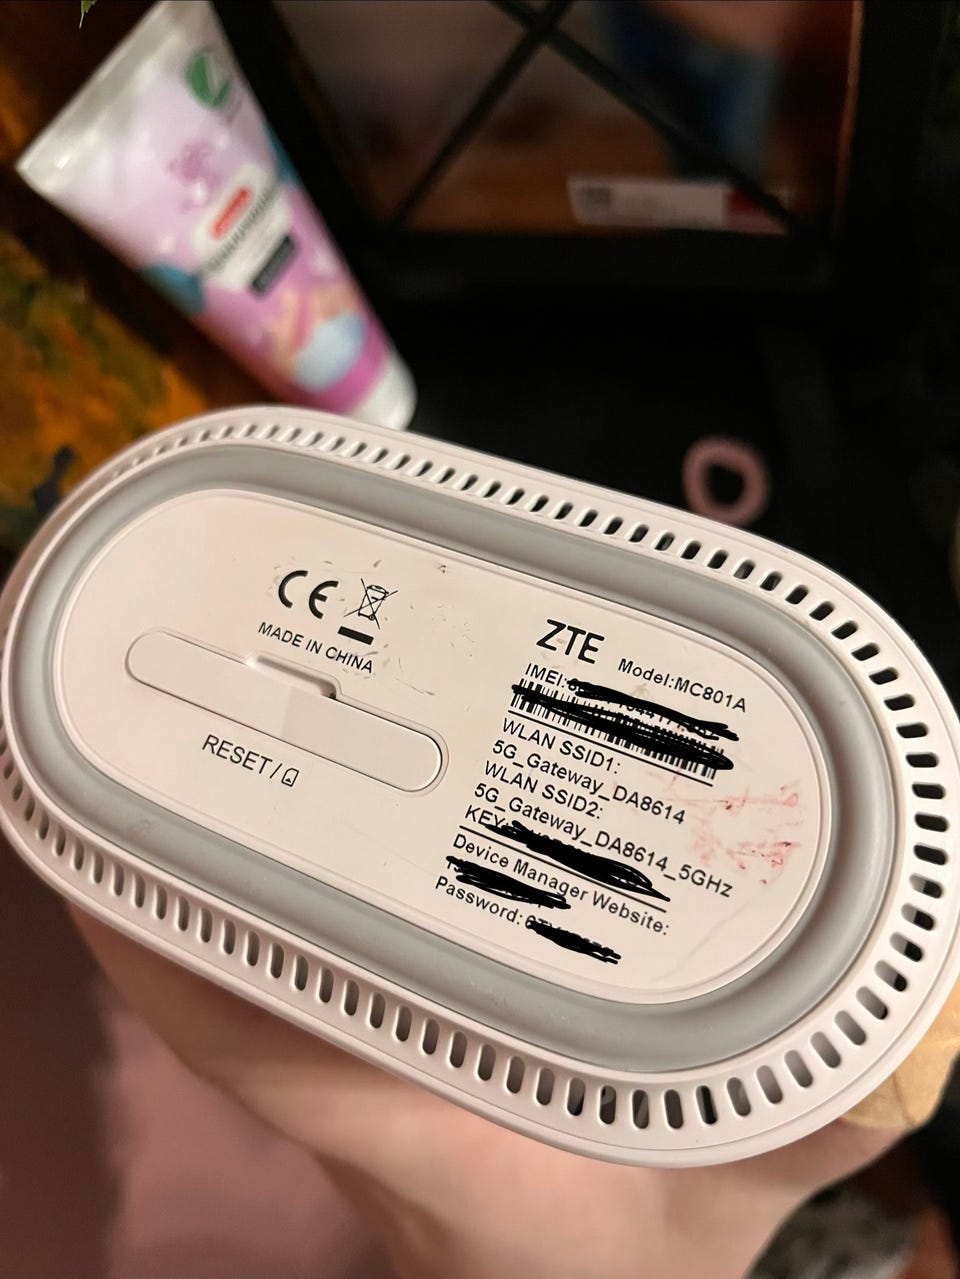 CE
MADE IN CHINA
RESET/
ZTE Model:MC801A
IMEI:
WLAN SSID1:
5G_Gateway_DA8614
WLAN SSID2:
5G_Gateway_DA8614_5GHz
KEY:
Device Manager Website:
Password: